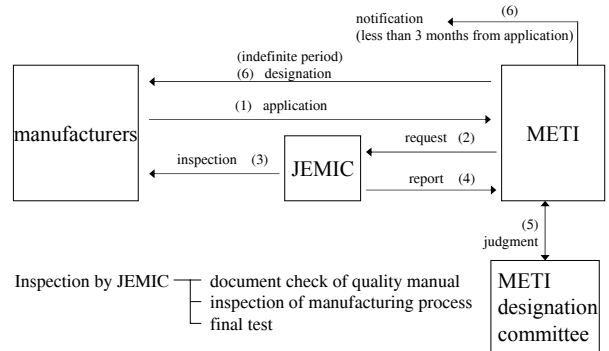 notification (6)
(less than 3 months from application)
(indefinite period)
(6) designation
(1) application
manufacturers
METI
request (2)
JEMIC
inspection (3)
report (4)
(5)
judgment
Inspection by JEMIC
document check of quality manual
inspection of manufacturing process
final test
METI
designation
committee